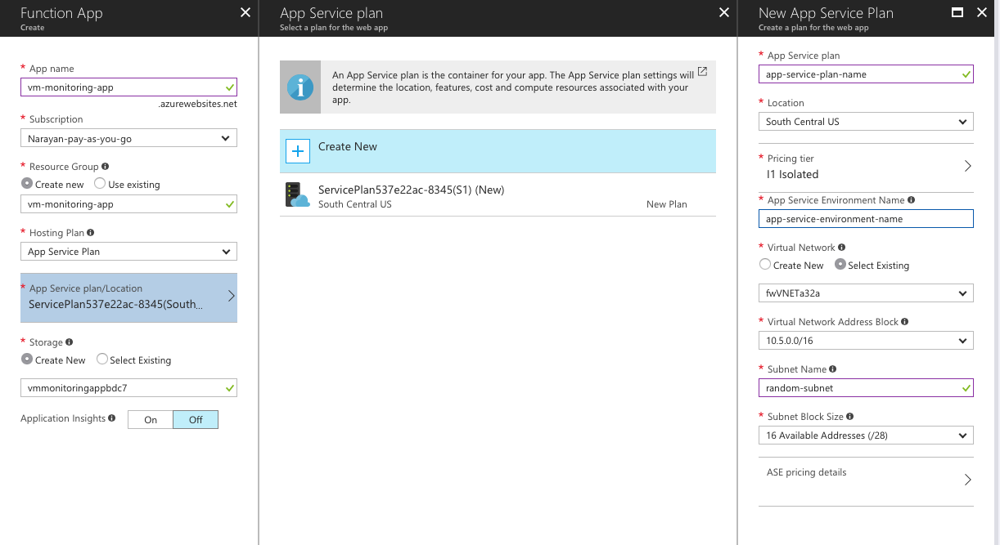 Function App
Create
* App name
vm-monitoring-app
.azurewebsites.net
* Subscription
Narayan-pay-as-you-go
* Resource Group
Create new Use existing
vm-monitoring-app
* Hosting Plan
App Service Plan
* App Service plan/Location
ServicePlan537e22ac-8345(South...
* Storage
Create New Select Existing
vmmonitoringappbdc7
Application Insights On Off
App Service plan
Select a plan for the web app
An App Service plan is the container for your app. The App Service plan settings will
determine the location, features, cost and compute resources associated with your
app.
Create New
ServicePlan537e22ac-8345(S1) (New)
South Central US New Plan
New App Service Plan
Create a plan for the web app
* App Service plan
app-service-plan-name
* Location
South Central US
* Pricing tier
I1 Isolated
* App Service Environment Name
app-service-environment-name
* Virtual Network
Create New Select Existing
fwVNETa32a
* Virtual Network Address Block
10.5.0.0/16
* Subnet Name
random-subnet
* Subnet Block Size
16 Available Addresses (/28)
ASE pricing details